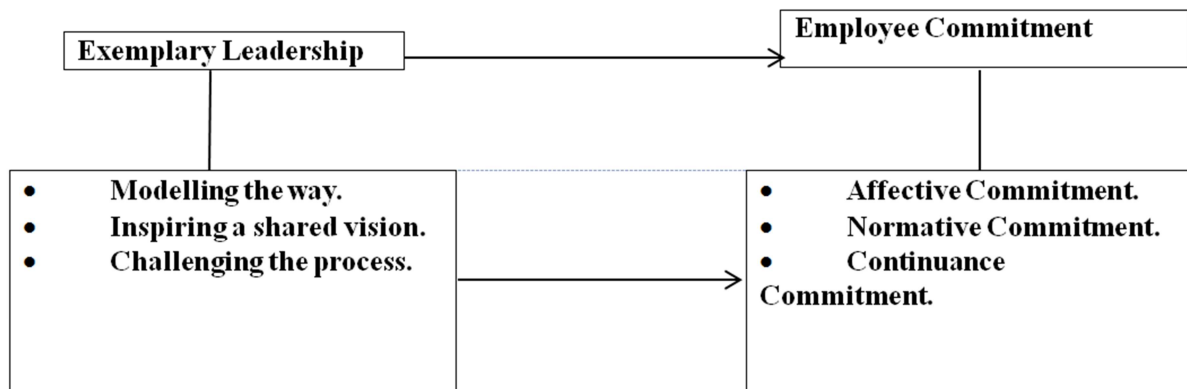 Exemplary Leadership
Employee Commitment
• Modelling the way.
• Inspiring a shared vision.
• Challenging the process.
• Affective Commitment.
• Normative Commitment.
• Continuance
Commitment.